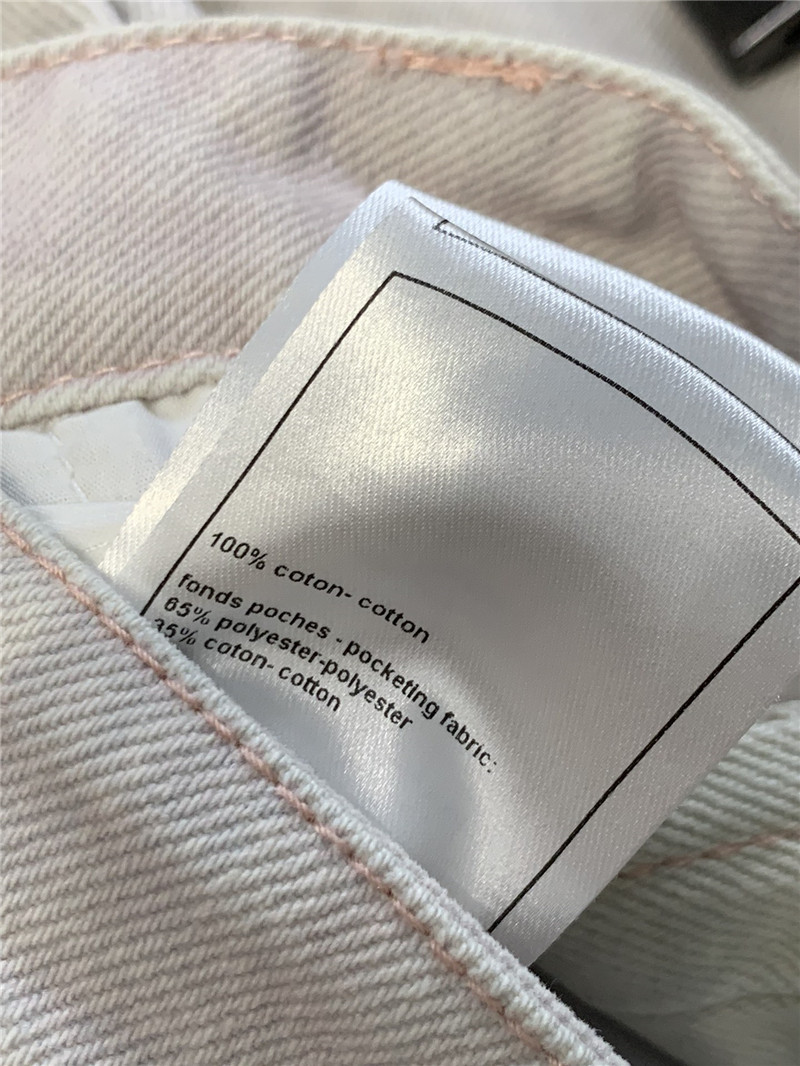 100% coton- cotton
fonds poches - pocketing fabric:
65% polyester-polyester
35% coton- cotton